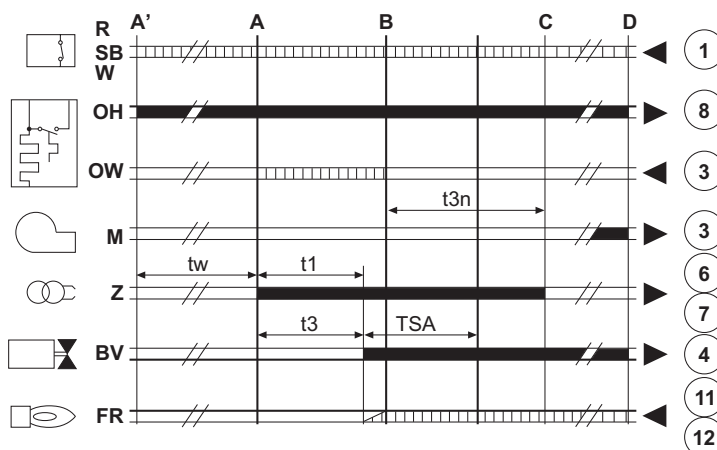 A' A B C D
R
SB 1
W
OH 8
OW 3
t3n
M 3
tw t1 6
Z 7
t3 TSA
BV 4
11
FR
12